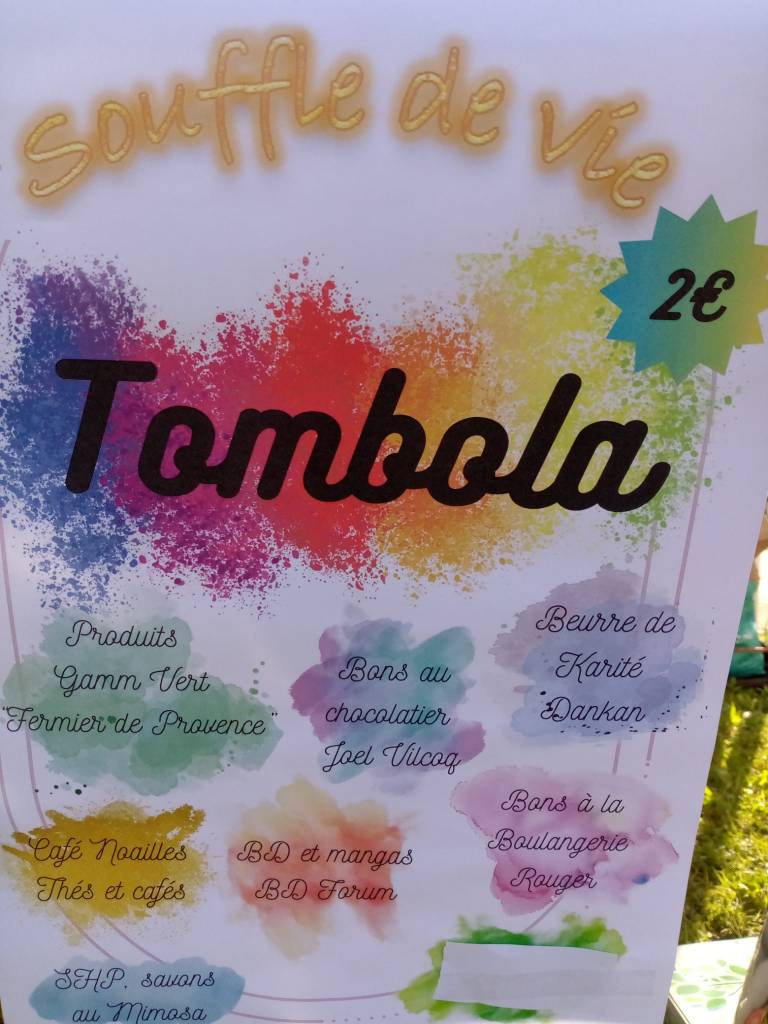 Souffle de vie
2€
Tombola
Produits
Gamm Vert
"Fermier de Provence"
Bons au
chocolatier
Joel Vilcoq
Beurre de
Karité
Dankan
Café Noailles
Thés et cafés
BD et mangas
BD Forum
Bons à la
Boulangerie
Rouger
SHP, savons
au Mimosa